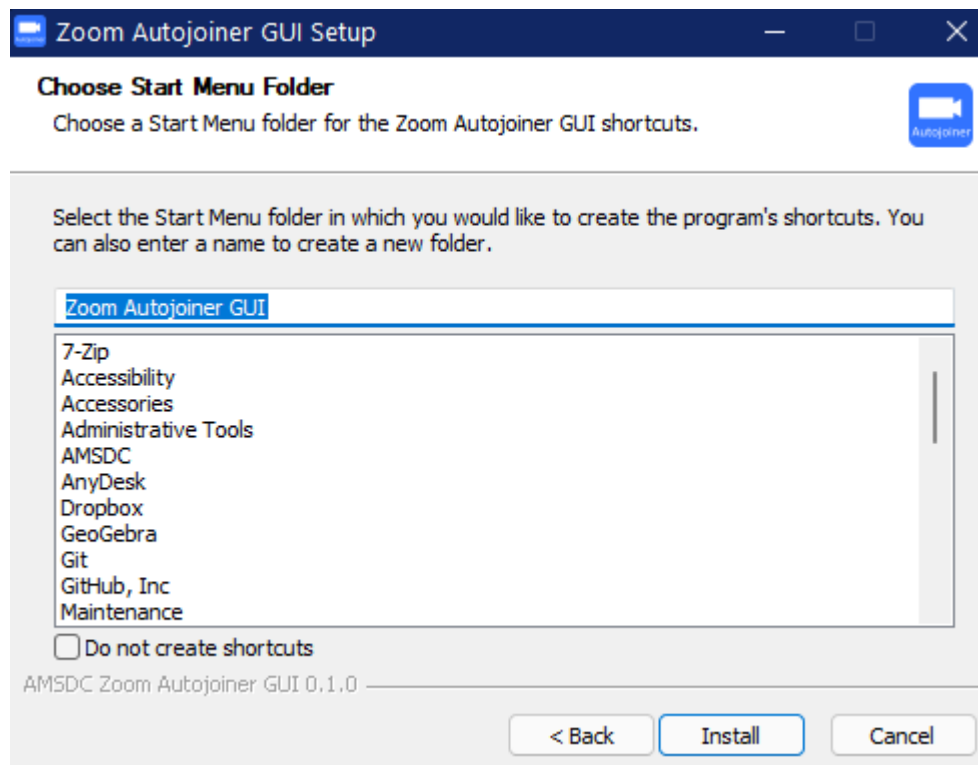 Zoom Autojoiner GUI Setup
Choose Start Menu Folder
Choose a Start Menu folder for the Zoom Autojoiner GUI shortcuts.
Autojoiner
Select the Start Menu folder in which you would like to create the program's shortcuts. You
can also enter a name to create a new folder.
Zoom Autojoiner GUI
7-Zip
Accessibility
Accessories
Administrative Tools
AMSDC
AnyDesk
Dropbox
GeoGebra
Git
GitHub, Inc
Maintenance
Do not create shortcuts
AMSDC Zoom Autojoiner GUI 0.1.0
< Back Install Cancel